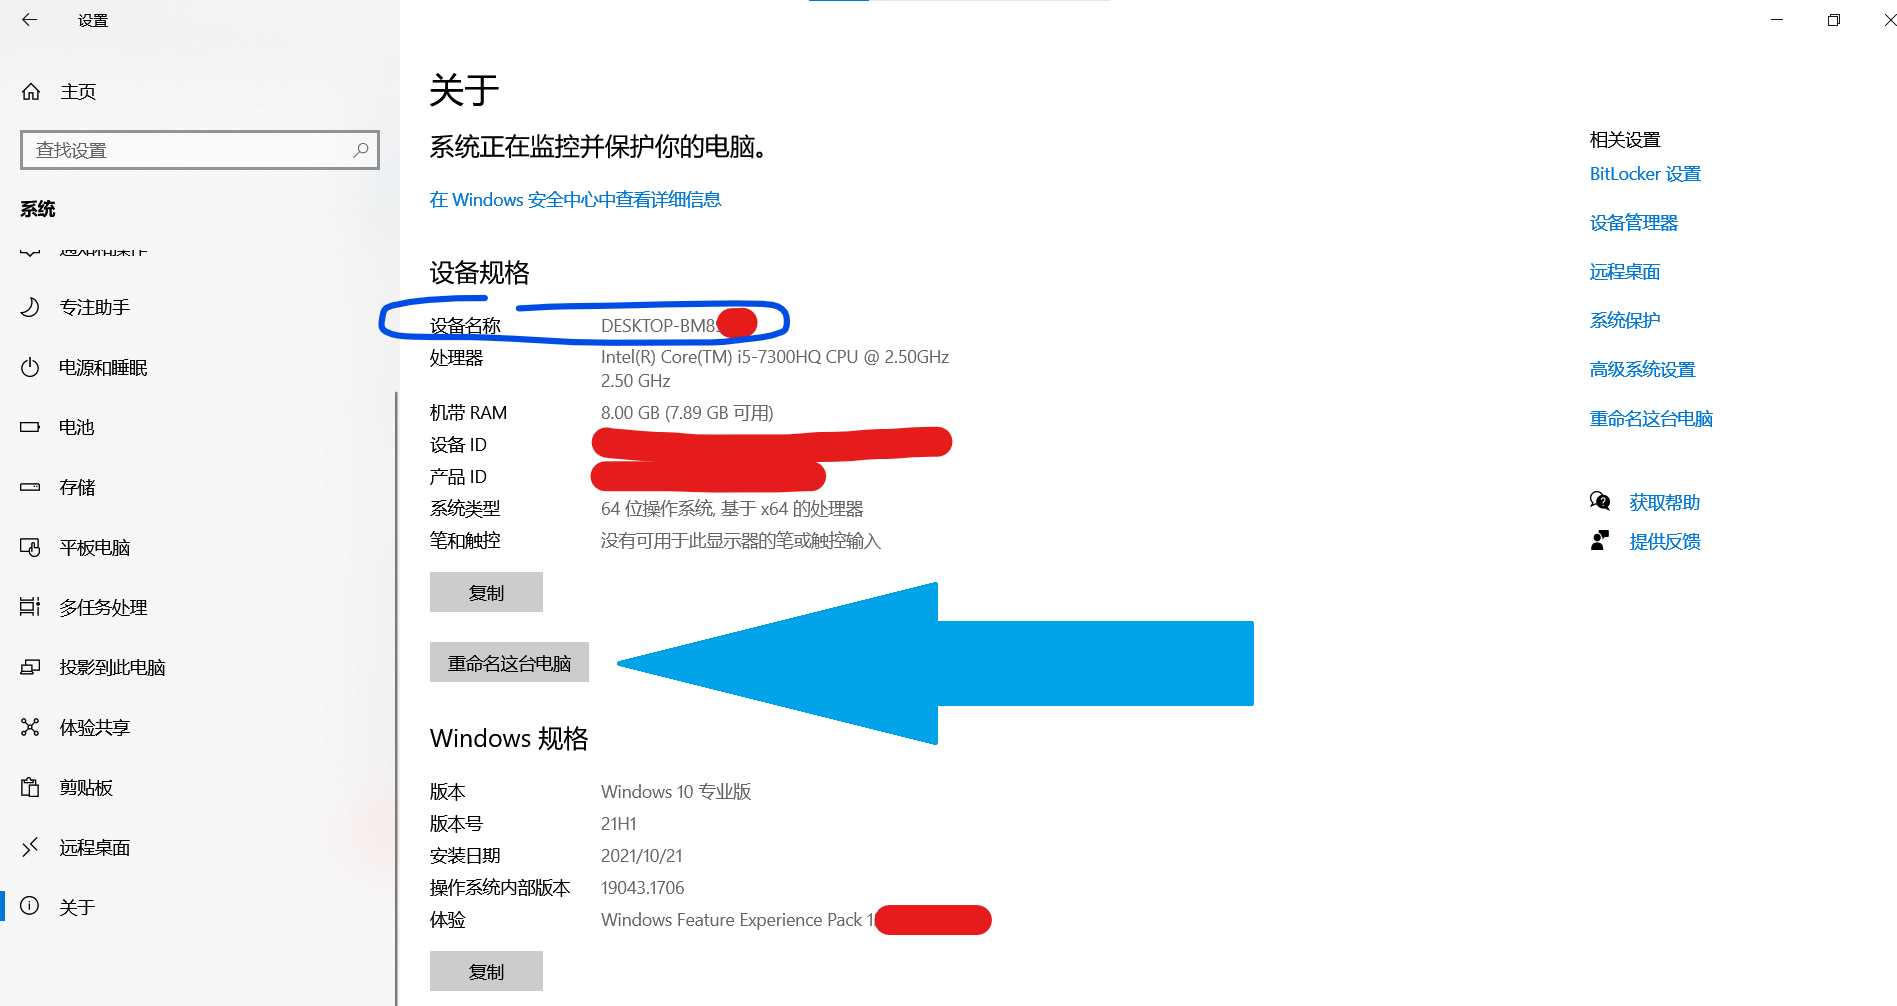 设置
主页
查找设置
系统
通知和操作
专注助手
电源和睡眠
电池
存储
平板电脑
多任务处理
投影到此电脑
体验共享
剪贴板
远程桌面
关于
关于
系统正在监控并保护你的电脑。
在 Windows 安全中心中查看详细信息
设备规格
设备名称 DESKTOP-BM8
处理器 Intel(R) Core(TM) i5-7300HQ CPU @ 2.50GHz
2.50 GHz
机带 RAM 8.00 GB (7.89 GB 可用)
设备 ID
产品 ID
系统类型 64 位操作系统, 基于 x64 的处理器
笔和触控 没有可用于此显示器的笔或触控输入
复制
重命名这台电脑
Windows 规格
版本 Windows 10 专业版
版本号 21H1
安装日期 2021/10/21
操作系统内部版本 19043.1706
体验 Windows Feature Experience Pack 1
复制
相关设置
BitLocker 设置
设备管理器
远程桌面
系统保护
高级系统设置
重命名这台电脑
获取帮助
提供反馈